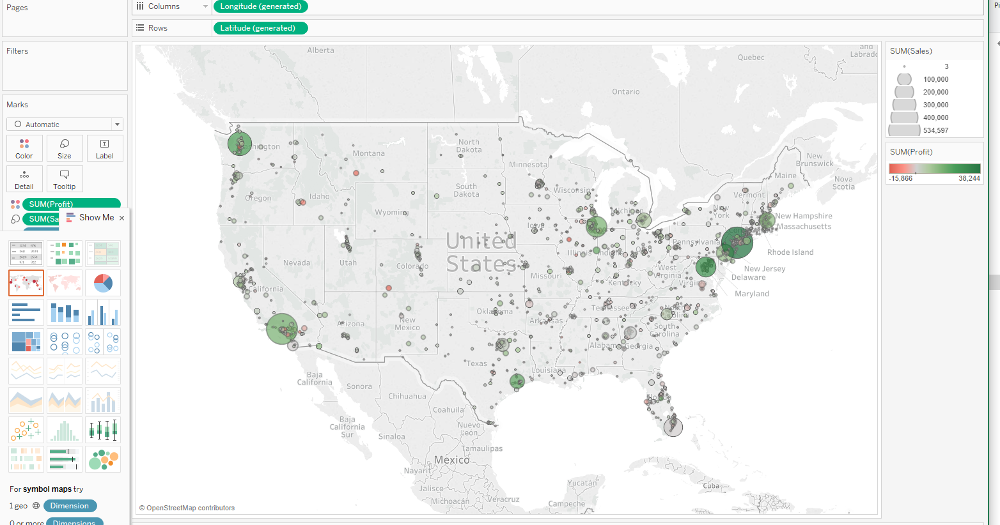 Pages
Columns
Longitude (generated)
Rows
Latitude (generated)
Pi
Filters
Marks
Automatic
Color
Size
Label
Detail
Tooltip
SUM(Profit)
SUM(Sa
Show Me ×
For symbol maps try
1 geo
Dimension
0 or more
Dimensions
Alberta
Quebec
and
Labrado
Ontario
ashington
North
Dakota
Montana
Minnesota
New
Brunswick
Maine
Nova
Scotia
Oregon
Idaho
South
Dakota
Wisconsin
Michigan
Vermont
New
York
New Hampshire
Massachusetts
Wyoming
Iowa
Pennsylvania
Rhode Island
United
States
Nevada
Utah
Colorado
Illinois
Indiana
Ohio
New Jersey
Delaware
Maryland
California
Missouri
Kentucky
West
Virginia
Virginia
Arizona
New
Mexico
Oklahoma
Arkansas
Tennessee
North
Carolina
South
Carolina
Alabama
Georgia
Texas
Louisiana
Florida
Baja
California
Sonora
Chihuahua
Coahuila
Baja
California
Sur
Sinaloa
Nuevo
León
Tamaulipas
Mexico
Nayarit
Jalisco
Michoacán
Veracruz
Yucatán
Campeche
Cuba
© OpenStreetMap contributors
SUM(Sales)
3
100,000
200,000
300,000
400,000
534,597
SUM(Profit)
-15,866
38,244